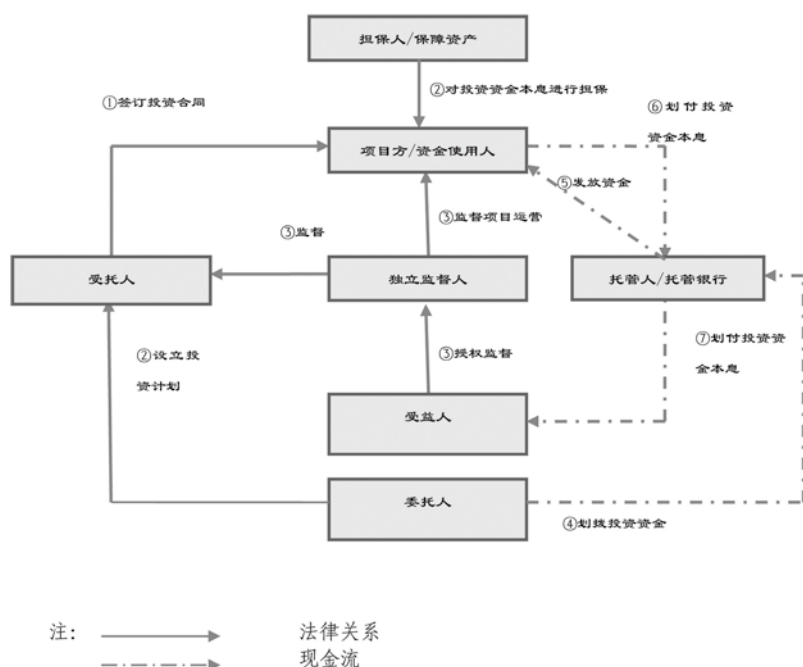 担保人/保障资产
①签订投资合同
②对投资资金本息进行担保
⑥划付投资
资金本息
项目方/资金使用人
⑤发放资金
③监督
③监督项目运营
受托人
独立监督人
托管人/托管银行
②设立投
资计划
③授权监督
⑦划付投资资
金本息
受益人
委托人
④划拨投资资金
注:
法律关系
现金流